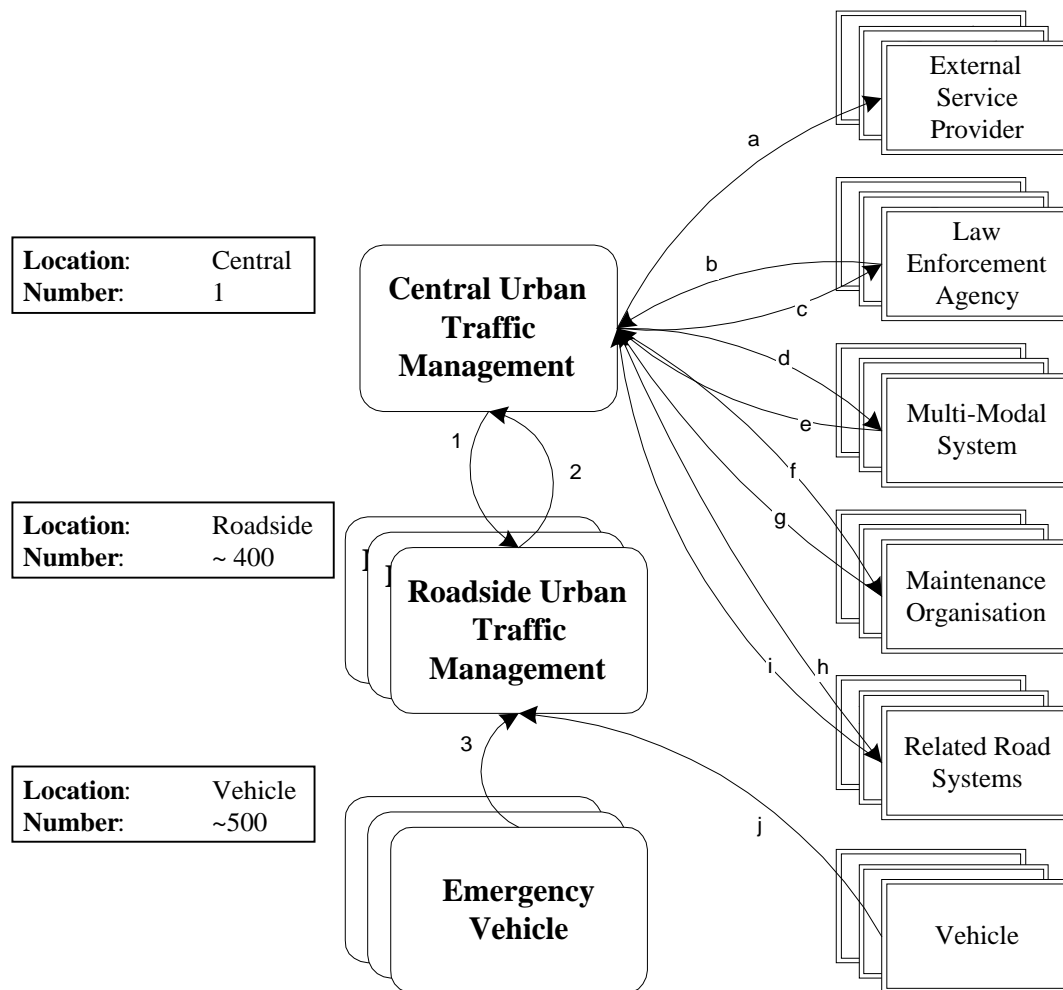 External
Service
Provider
a
Law
Enforcement
Agency
Location: Central
Number: 1
Central Urban
Traffic
Management
b
c
d
Multi-Modal
System
e
1
2
f
g
Location: Roadside
Number: ~ 400
Roadside Urban
Traffic
Management
Maintenance
Organisation
i
h
Related Road
Systems
3
Location: Vehicle
Number: ~500
j
Emergency
Vehicle
Vehicle